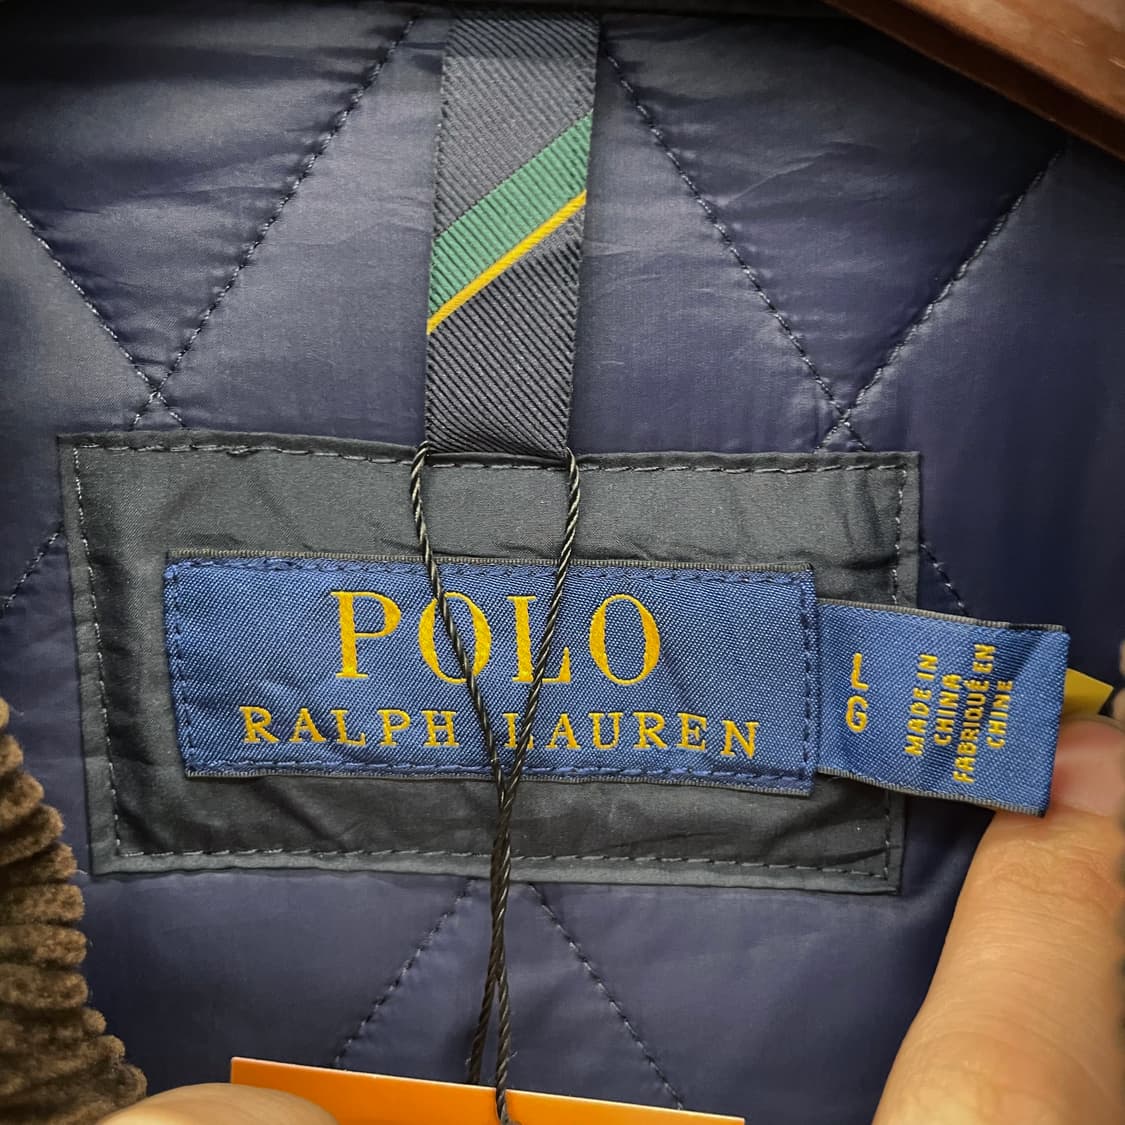 POLO
RALPH LAUREN
L
G
MADE IN
CHINA
FABRIQUÉ EN
CHINE